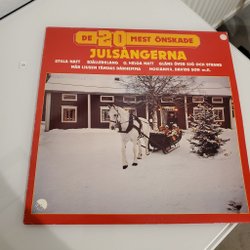 DE 20 MEST ÖNSKADE
JULSÅNGERNA
STILLA NATT BJÄLLERKLANG O, HELGA NATT GLÄNS ÖVER SJÖ OCH STRAND
NÄR LJUSEN TÄNDAS DÄRHEMMA HOSIANNA, DAVIDS SON m.fl.